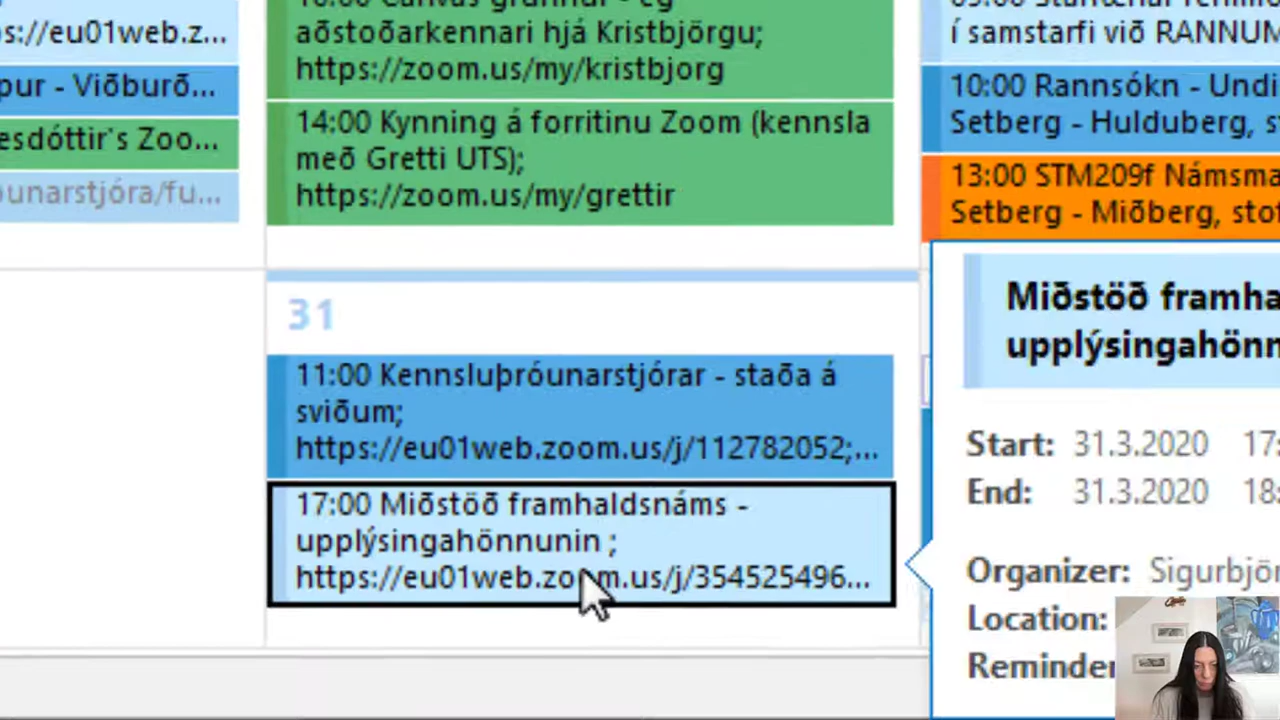 s://eu01web.z...
pur - Viðburð...
esdóttir's Zoo...
unarstjóra/fu...
aðstoðarkennari hjá Kristbjörgu;
https://zoom.us/my/kristbjorg
14:00 Kynning á forritinu Zoom (kennsla
með Gretti UTS);
https://zoom.us/my/grettir
31
11:00 Kennsluþróunarstjórar - staða á
sviðum;
https://eu01web.zoom.us/j/112782052;...
17:00 Miðstöð framhaldsnáms -
upplýsingahönnunin ;
https://eu01web.zoom.us/j/354525496...
í samstarfi við RANNUM
10:00 Rannsókn - Undi
Setberg - Hulduberg, s
13:00 STM209f Námsma
Setberg - Miðberg, sto
Miðstöð framha
upplýsingahönn
Start: 31.3.2020 17:
End: 31.3.2020 18:
Organizer: Sigurbjör
Location:
Reminder